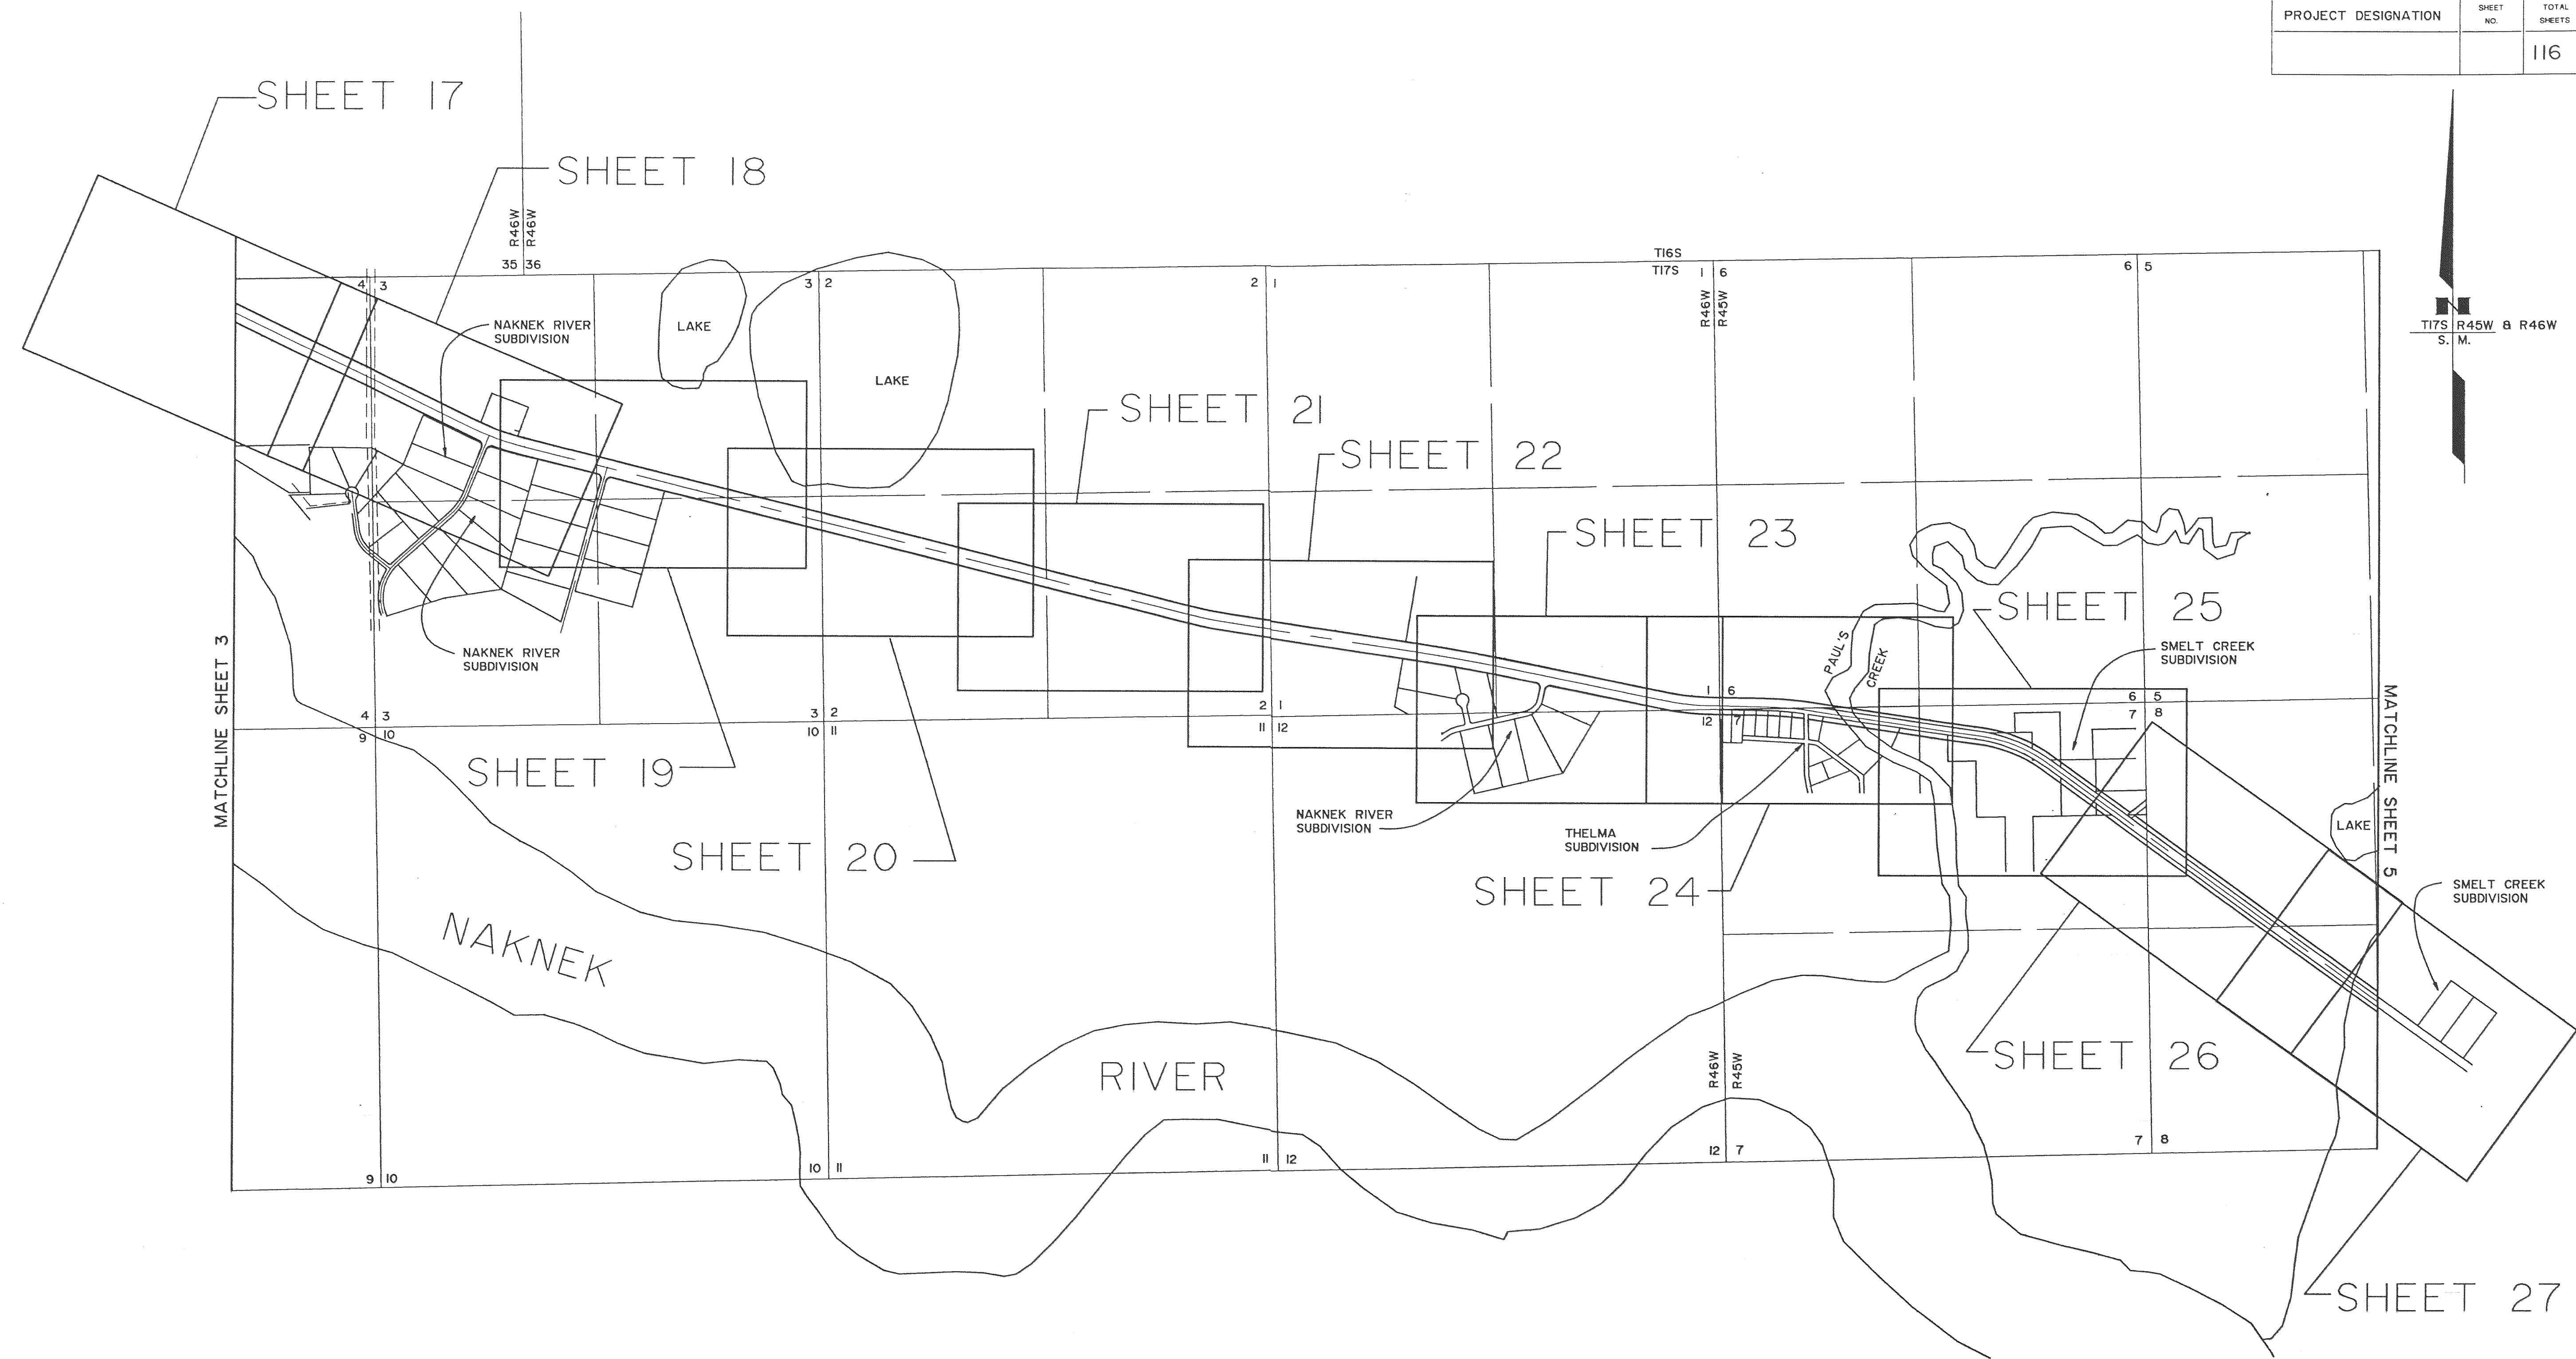 PROJECT DESIGNATION
SHEET NO.
TOTAL SHEETS
116
SHEET 17
SHEET 18
R46W
R46W
35 36
T16S
T17S
1 6
R46W
R45W
6 5
4 3
3 2
2 1
N
T17S R45W & R46W
S. M.
NAKNEK RIVER
SUBDIVISION
LAKE
LAKE
SHEET 21
SHEET 22
SHEET 23
SHEET 25
PAUL'S
CREEK
SMELT CREEK
SUBDIVISION
NAKNEK RIVER
SUBDIVISION
MATCHLINE SHEET 3
MATCHLINE SHEET 5
4 3
9 10
3 2
10 11
2 1
11 12
1 6
12 7
6 5
7 8
SHEET 19
SHEET 20
NAKNEK RIVER
SUBDIVISION
THELMA
SUBDIVISION
LAKE
SHEET 24
SMELT CREEK
SUBDIVISION
NAKNEK
RIVER
R46W
R45W
SHEET 26
9 10
10 11
11 12
12 7
7 8
SHEET 27